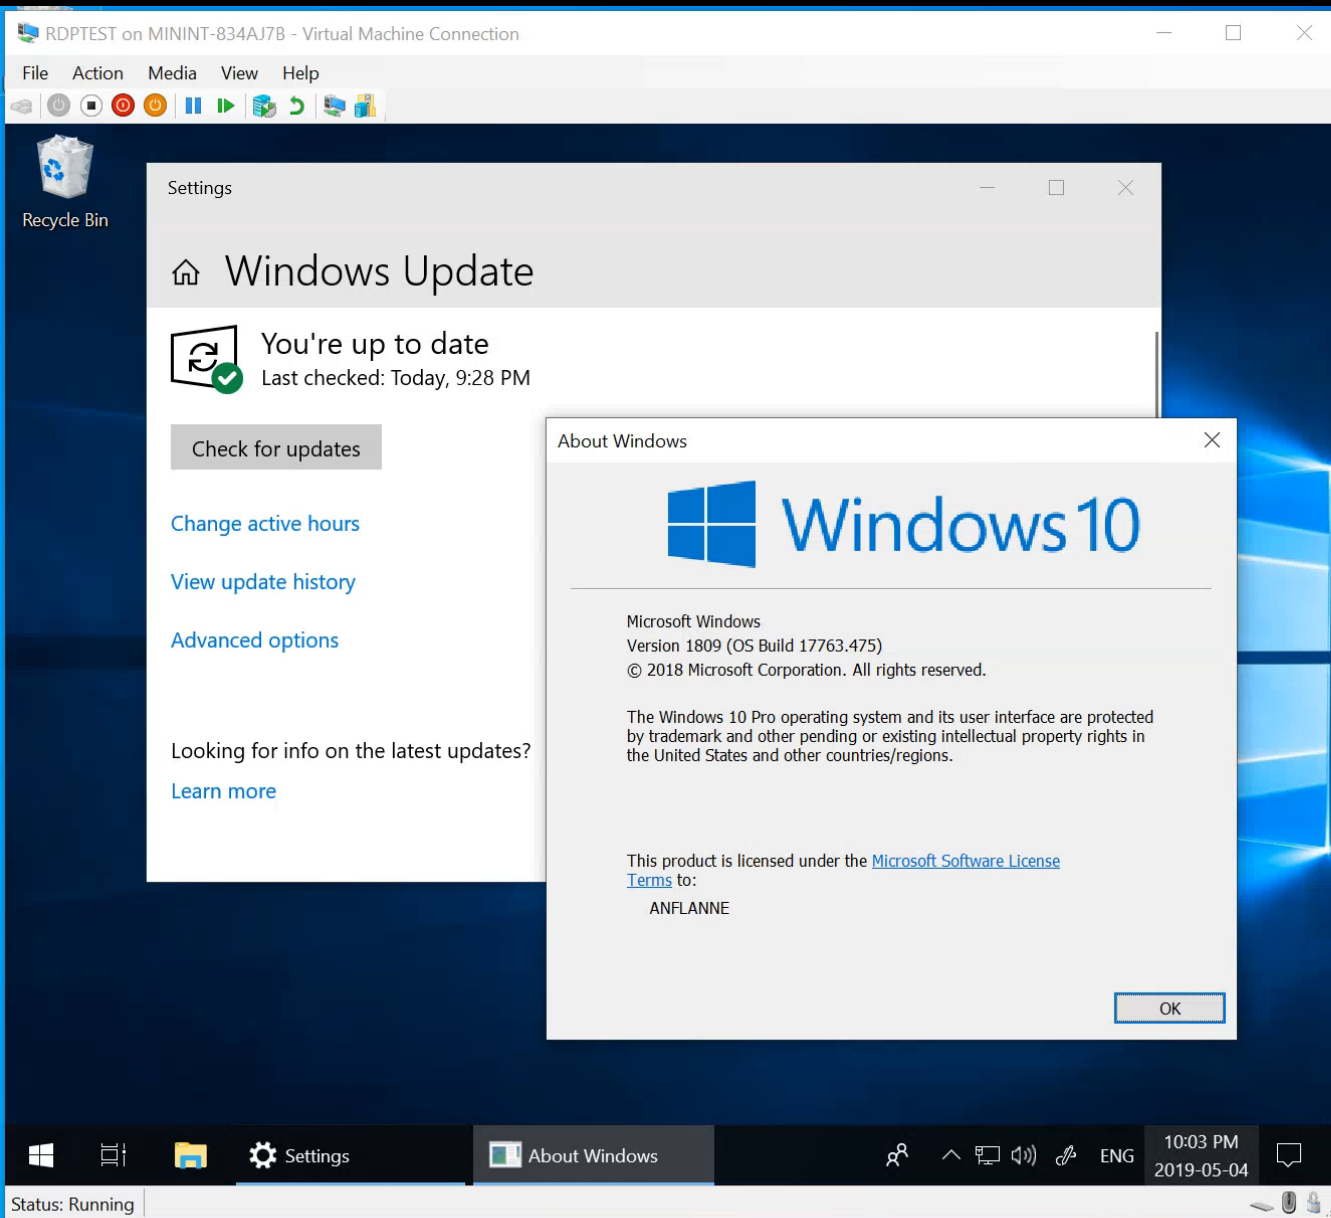 RDPTEST on MININT-834AJ7B - Virtual Machine Connection
File Action Media View Help
Recycle Bin
Settings
Windows Update
You're up to date
Last checked: Today, 9:28 PM
Check for updates
Change active hours
View update history
Advanced options
Looking for info on the latest updates?
Learn more
About Windows
Windows 10
Microsoft Windows
Version 1809 (OS Build 17763.475)
© 2018 Microsoft Corporation. All rights reserved.
The Windows 10 Pro operating system and its user interface are protected
by trademark and other pending or existing intellectual property rights in
the United States and other countries/regions.
This product is licensed under the Microsoft Software License
Terms to:
ANFLANNE
OK
Settings
About Windows
ENG
10:03 PM
2019-05-04
Status: Running